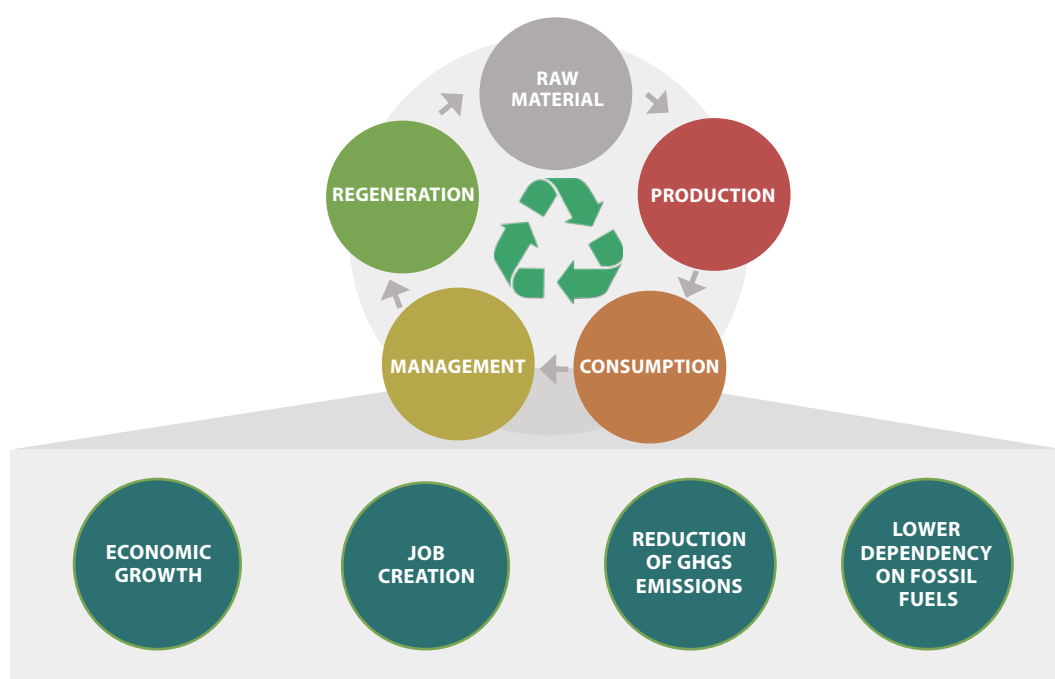 RAW
MATERIAL
REGENERATION
PRODUCTION
MANAGEMENT
CONSUMPTION
ECONOMIC
GROWTH
JOB
CREATION
REDUCTION
OF GHGS
EMISSIONS
LOWER
DEPENDENCY
ON FOSSIL
FUELS